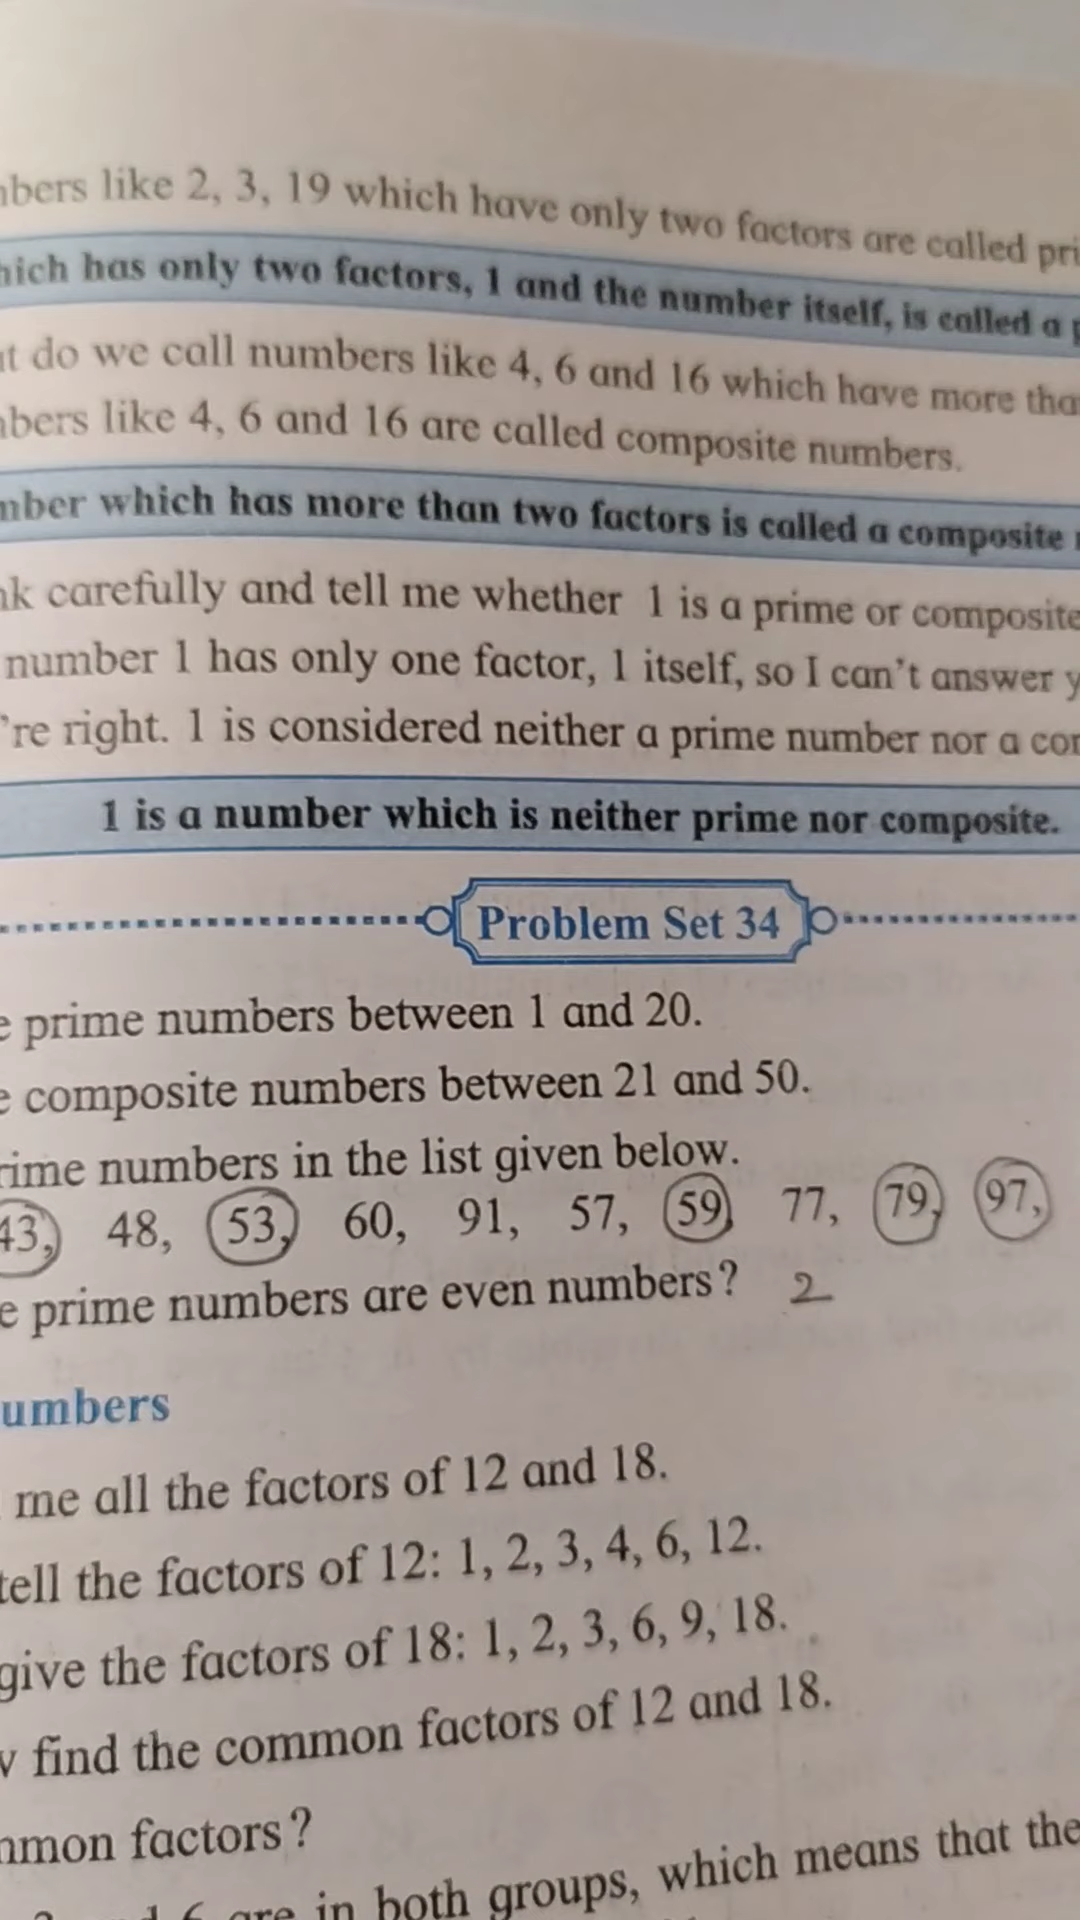 bers like 2, 3, 19 which have only two factors are called pri
hich has only two factors, 1 and the number itself, is called a p
t do we call numbers like 4, 6 and 16 which have more tha
bers like 4, 6 and 16 are called composite numbers.
mber which has more than two factors is called a composite
nk carefully and tell me whether 1 is a prime or composite
number 1 has only one factor, 1 itself, so I can't answer y
're right. 1 is considered neither a prime number nor a com
1 is a number which is neither prime nor composite.
Problem Set 34
e prime numbers between 1 and 20.
e composite numbers between 21 and 50.
rime numbers in the list given below.
43, 48, 53, 60, 91, 57, 59, 77, 79, 97,
e prime numbers are even numbers? 2
umbers
me all the factors of 12 and 18.
tell the factors of 12: 1, 2, 3, 4, 6, 12.
give the factors of 18: 1, 2, 3, 6, 9, 18.
find the common factors of 12 and 18.
mmon factors?
6 are in both groups, which means that the